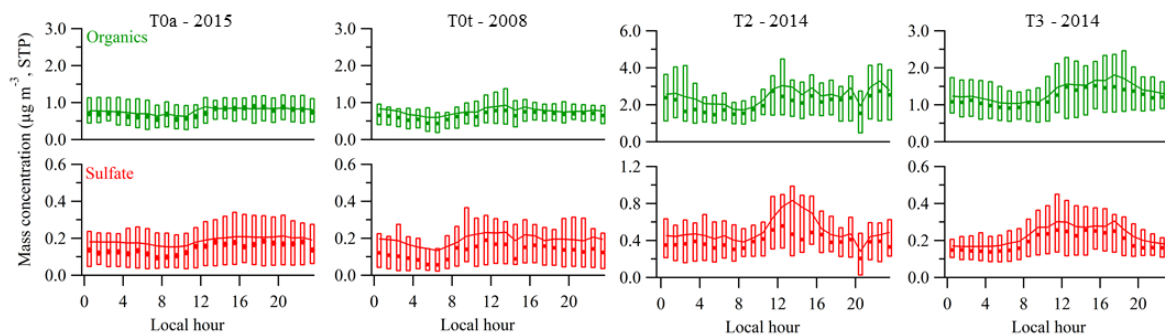 T0a - 2015 T0t - 2008 T2 - 2014 T3 - 2014
Mass concentration (µg m⁻³, STP)
3.0 3.0 6.0 3.0
Organics
2.0 2.0 4.0 2.0
1.0 1.0 2.0 1.0
0.0 0.0 0.0 0.0
0.6 0.6 1.2 0.6
Sulfate
0.4 0.4 0.8 0.4
0.2 0.2 0.4 0.2
0.0 0.0 0.0 0.0
0 4 8 12 16 20 0 4 8 12 16 20 0 4 8 12 16 20 0 4 8 12 16 20
Local hour Local hour Local hour Local hour